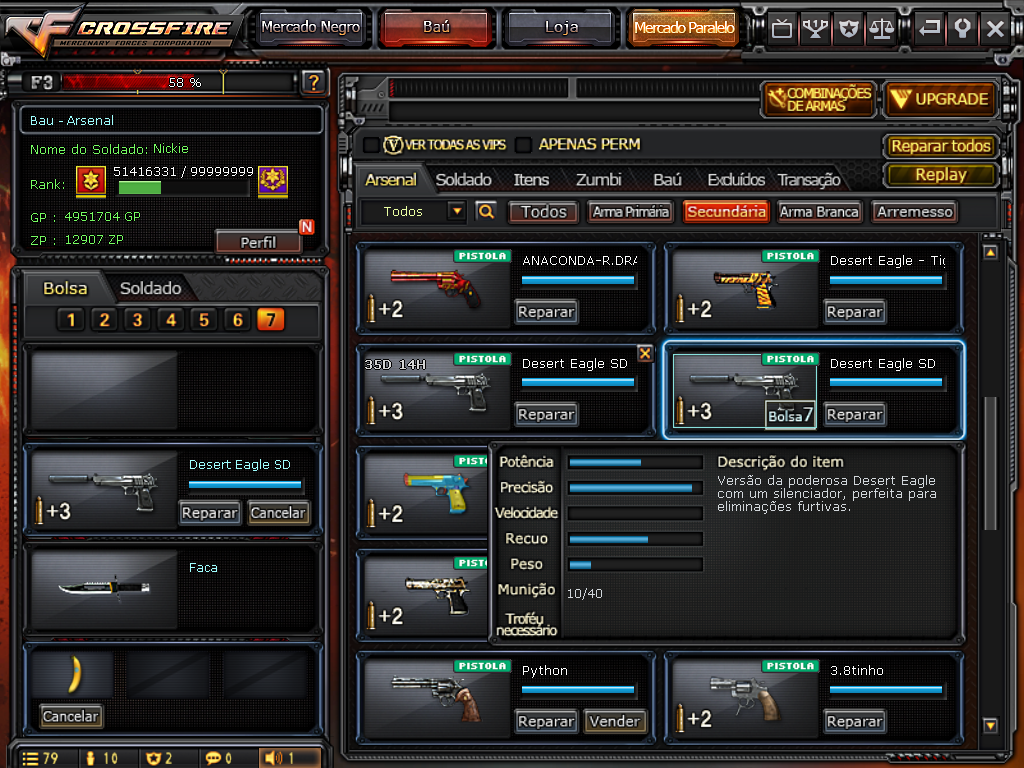 CROSSFIRE
MERCENARY FORCES CORPORATION
Mercado Negro
Baú
Loja
Mercado Paralelo
F3
58 %
?
COMBINAÇÕES
DE ARMAS
UPGRADE
Bau - Arsenal
Nome do Soldado: Nickie
Rank:
51416331 / 99999999
GP : 4951704 GP
ZP : 12907 ZP
N
Perfil
VER TODAS AS VIPS
APENAS PERM
Reparar todos
Replay
Arsenal
Soldado
Itens
Zumbi
Baú
Excluídos
Transação
Todos
Todos
Arma Primária
Secundária
Arma Branca
Arremesso
Bolsa
Soldado
1 2 3 4 5 6 7
Desert Eagle SD
+3
Reparar
Cancelar
Faca
Cancelar
79
10
2
0
1
PISTOLA
ANACONDA-R.DRA
+2
Reparar
PISTOLA
Desert Eagle - Tig
+2
Reparar
35D 14H
PISTOLA
Desert Eagle SD
+3
Reparar
PISTOLA
Desert Eagle SD
+3
Bolsa7
Reparar
PIST
+2
PIST
+2
Potência
Precisão
Velocidade
Recuo
Peso
Munição
10/40
Troféu
necessário
Descrição do item
Versão da poderosa Desert Eagle
com um silenciador, perfeita para
eliminações furtivas.
PISTOLA
Python
Reparar
Vender
PISTOLA
3.8tinho
+2
Reparar